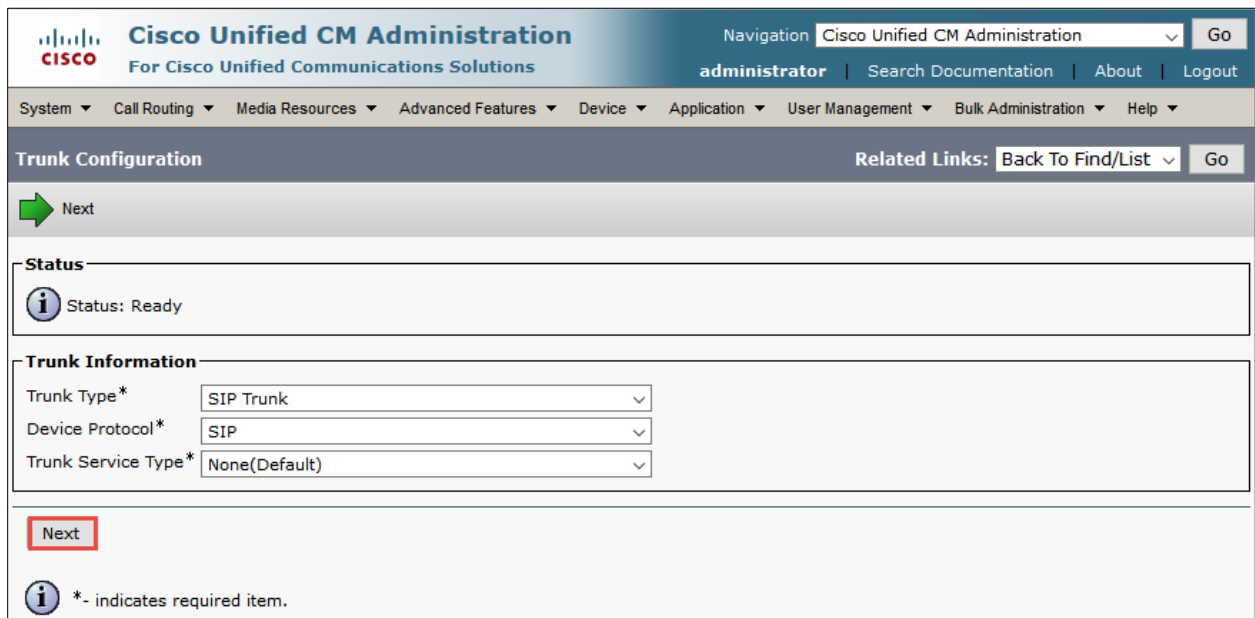 Cisco Unified CM Administration
Navigation Cisco Unified CM Administration Go
CISCO
For Cisco Unified Communications Solutions
administrator | Search Documentation | About | Logout
System Call Routing Media Resources Advanced Features Device Application User Management Bulk Administration Help
Trunk Configuration
Related Links: Back To Find/List Go
Next
Status
Status: Ready
Trunk Information
Trunk Type* SIP Trunk
Device Protocol* SIP
Trunk Service Type* None(Default)
Next
*- indicates required item.